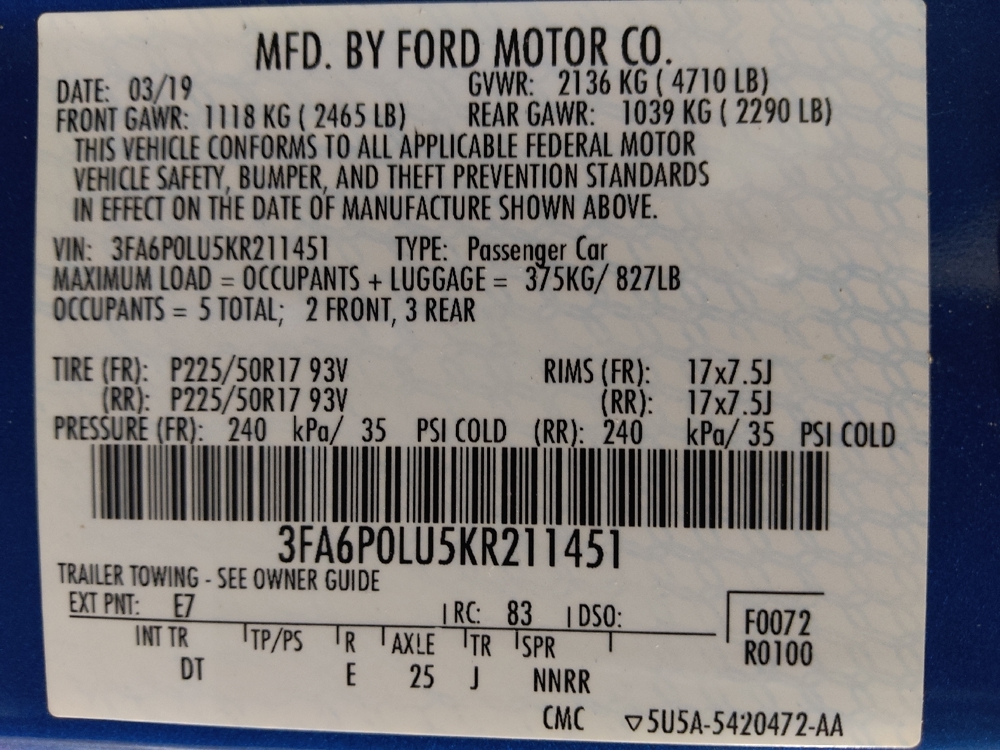 MFD. BY FORD MOTOR CO.
DATE: 03/19 GVWR: 2136 KG ( 4710 LB)
FRONT GAWR: 1118 KG ( 2465 LB) REAR GAWR: 1039 KG ( 2290 LB)
THIS VEHICLE CONFORMS TO ALL APPLICABLE FEDERAL MOTOR
VEHICLE SAFETY, BUMPER, AND THEFT PREVENTION STANDARDS
IN EFFECT ON THE DATE OF MANUFACTURE SHOWN ABOVE.
VIN: 3FA6P0LU5KR211451 TYPE: Passenger Car
MAXIMUM LOAD = OCCUPANTS + LUGGAGE = 375KG/ 827LB
OCCUPANTS = 5 TOTAL; 2 FRONT, 3 REAR
TIRE (FR): P225/50R17 93V RIMS (FR): 17x7.5J
(RR): P225/50R17 93V (RR): 17x7.5J
PRESSURE (FR): 240 kPa/ 35 PSI COLD (RR): 240 kPa/ 35 PSI COLD
3FA6P0LU5KR211451
TRAILER TOWING - SEE OWNER GUIDE
EXT PNT: E7 RC: 83 DSO: F0072
INT TR TP/PS R AXLE TR SPR R0100
DT E 25 J NNRR
CMC ▽5U5A-5420472-AA